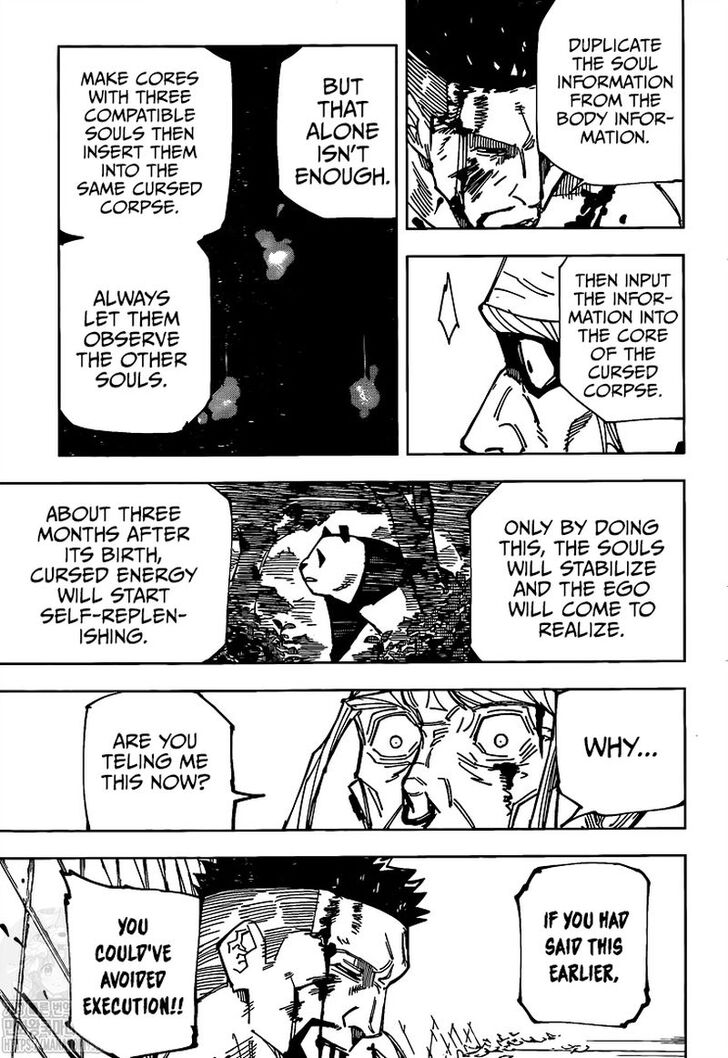 DUPLICATE
THE SOUL
INFORMATION
FROM THE
BODY INFOR-
MATION.
THEN INPUT
THE INFOR-
MATION INTO
THE CORE
OF THE
CURSED
CORPSE.
BUT
THAT
ALONE
ISN'T
ENOUGH.
MAKE CORES
WITH THREE
COMPATIBLE
SOULS THEN
INSERT THEM
INTO THE
SAME CURSED
CORPSE.
ALWAYS
LET THEM
OBSERVE
THE OTHER
SOULS.
ONLY BY DOING
THIS, THE SOULS
WILL STABILIZE
AND THE EGO
WILL COME TO
REALIZE.
ABOUT THREE
MONTHS AFTER
ITS BIRTH,
CURSED ENERGY
WILL START
SELF-REPLEN-
ISHING.
WHY...
ARE YOU
TELING ME
THIS NOW?
IF YOU HAD
SAID THIS
EARLIER,
YOU
COULD'VE
AVOIDED
EXECUTION!!